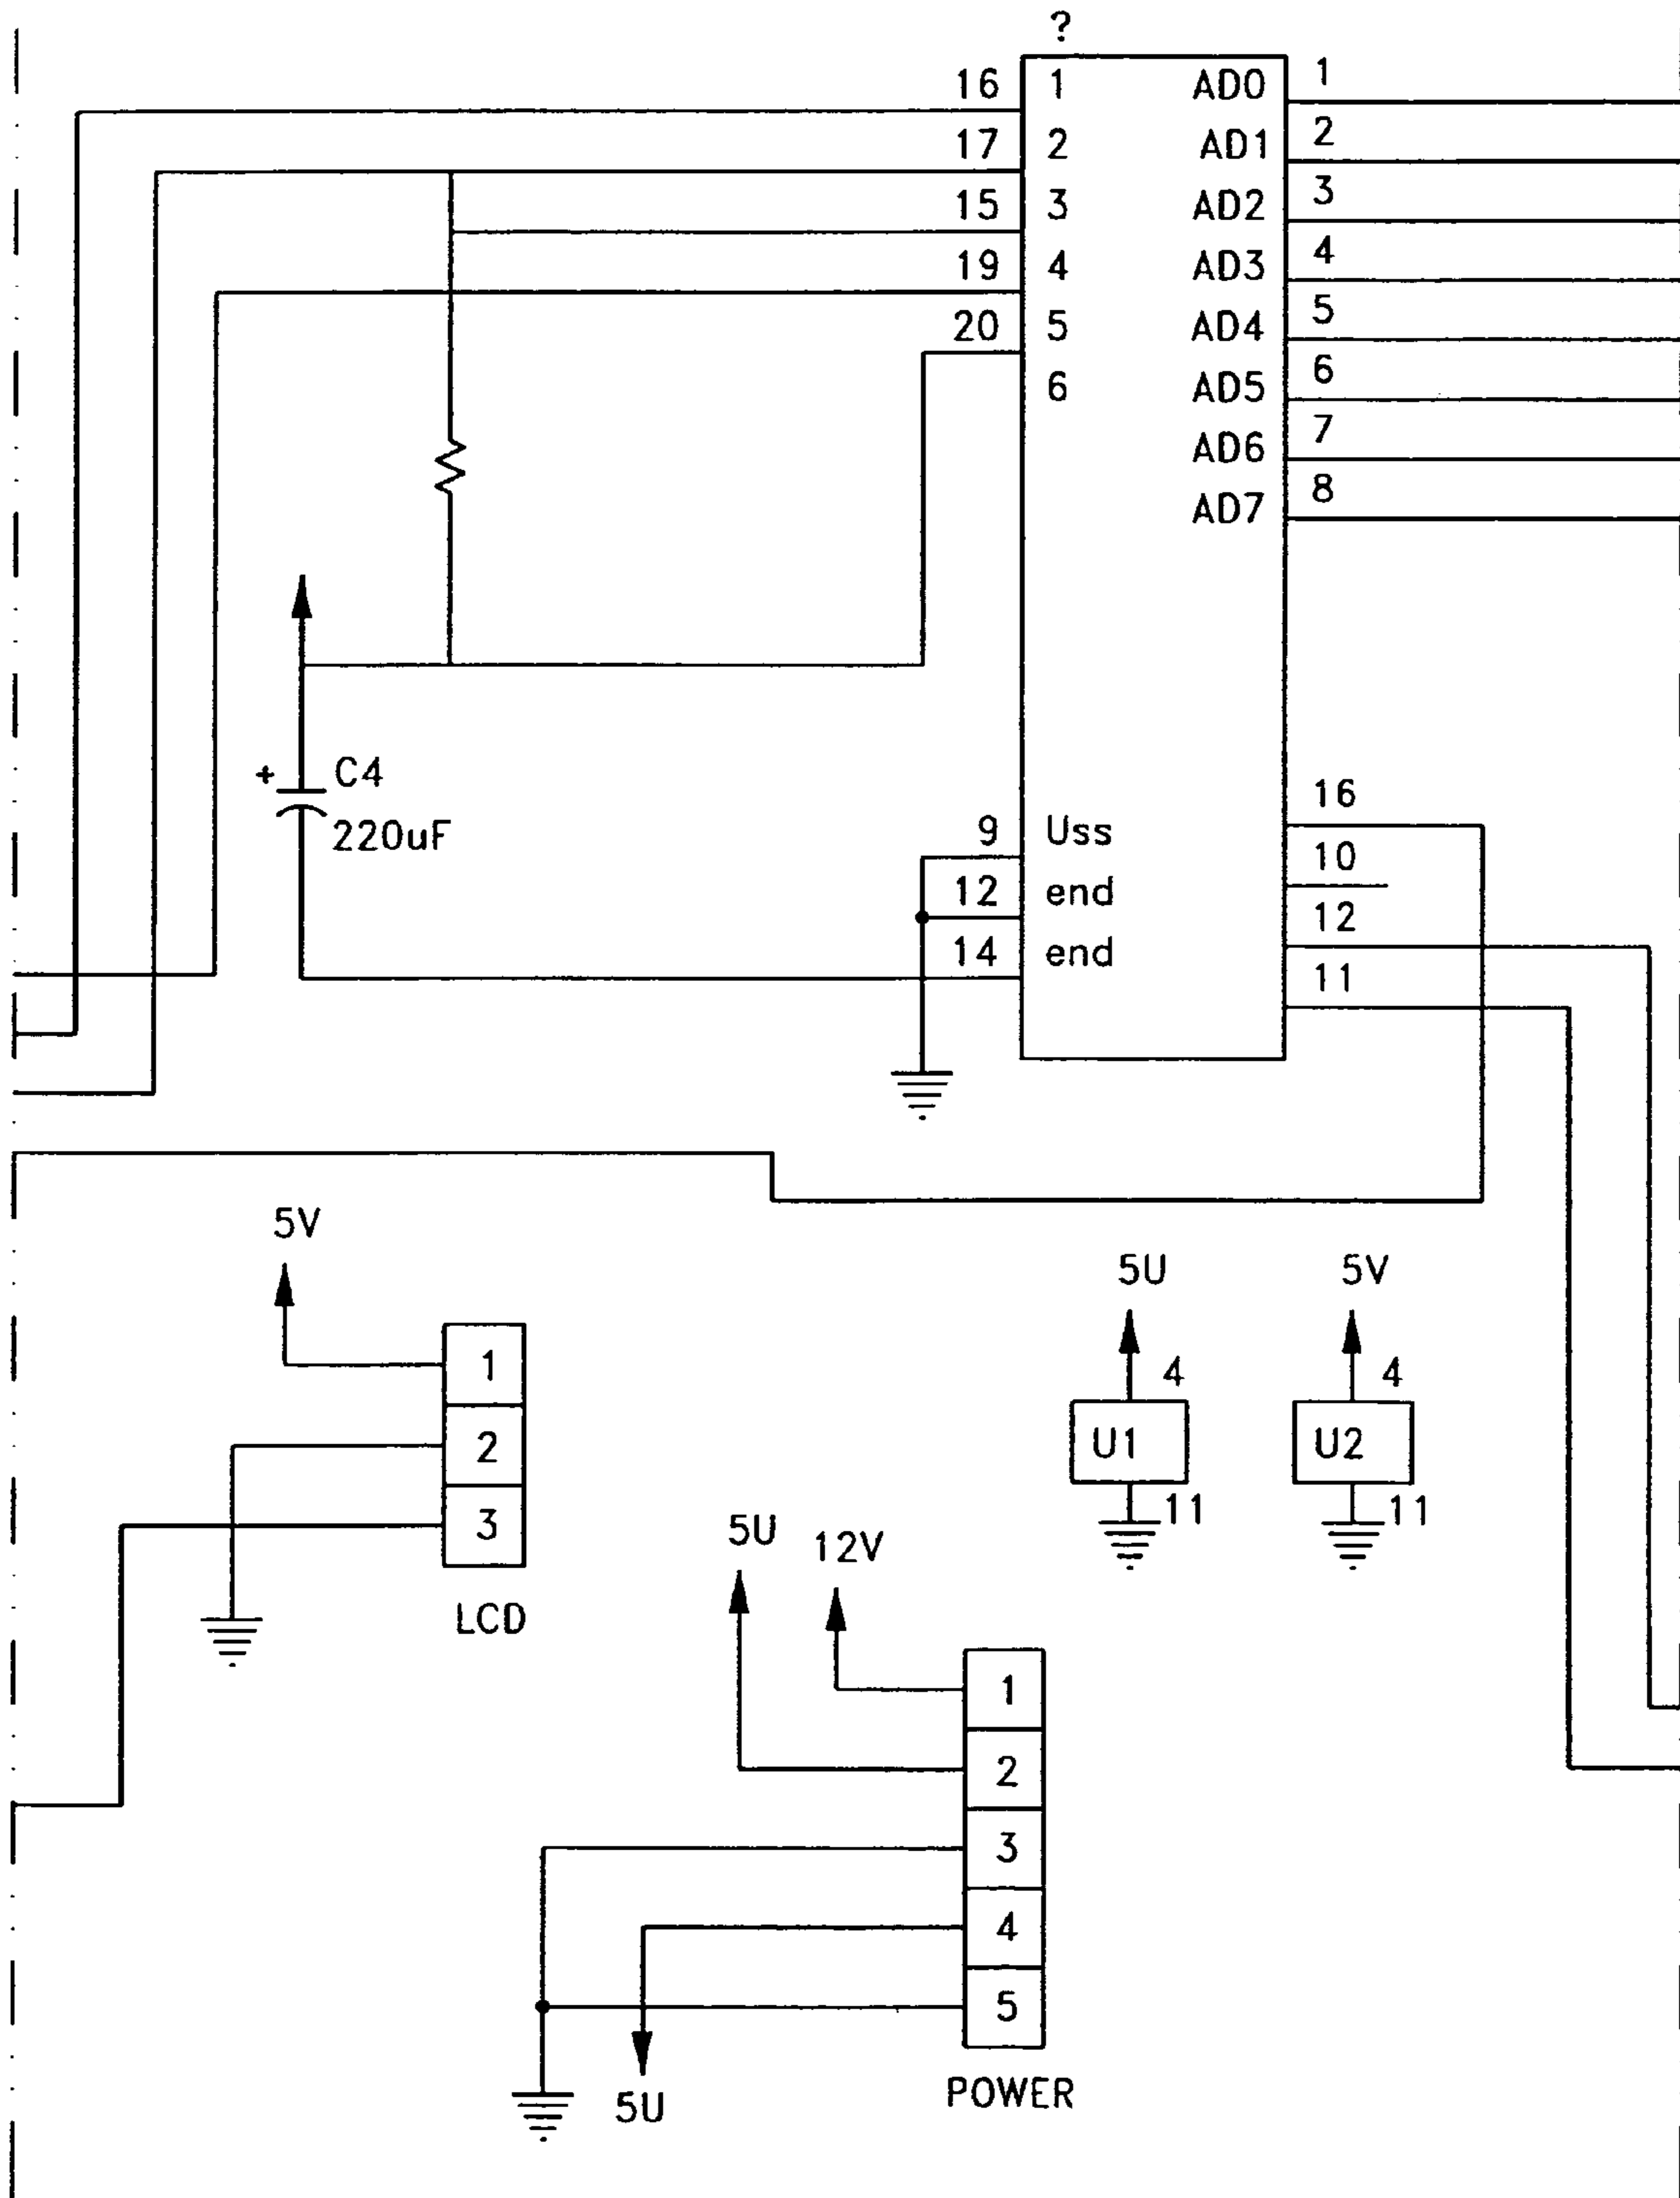 ?
16 1 AD0 1
17 2 AD1 2
15 3 AD2 3
19 4 AD3 4
20 5 AD4 5
6 AD5 6
AD6 7
AD7 8
+ C4
220uF
16
9 Uss
10
12 end
12
14 end
11
5V
5U 5V
1
4 4
2
U1 U2
3
11 11
5U 12V
LCD
1
2
3
4
5
5U
POWER